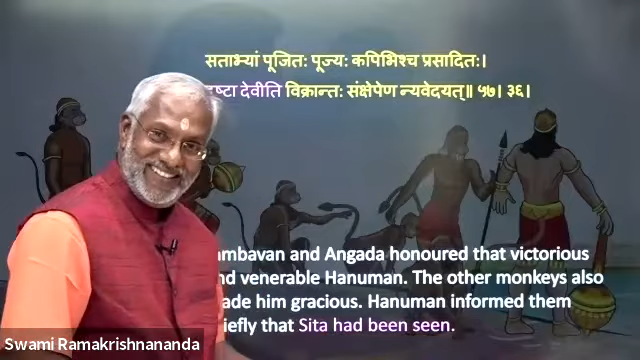 सताभ्यां पूजितः पूज्यः कपिभिश्च प्रसादितः।
देवीति विक्रान्तः संक्षेपेण न्यवेदयत्॥ ५७। ३६।
and Angada honoured that victorious
venerable Hanuman. The other monkeys also
him gracious. Hanuman informed them
that Sita had been seen.
Swami Ramakrishnananda